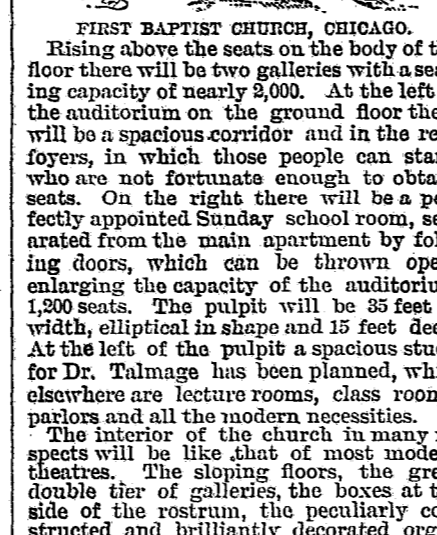 FIRST BAPTIST CHURCH, CHICAGO.
Rising above the seats on the body of t
floor there will be two galleries with a sea
ing capacity of nearly 2,000. At the left
the auditorium on the ground floor the
will be a spacious corridor and in the re
foyers, in which those people can stan
who are not fortunate enough to obta
seats. On the right there will be a pe
fectly appointed Sunday school room, se
arated from the main apartment by fol
ing doors, which can be thrown ope
enlarging the capacity of the auditoriu
1,200 seats. The pulpit will be 35 feet
width, elliptical in shape and 15 feet dee
At the left of the pulpit a spacious stud
for Dr. Talmage has been planned, whi
elsewhere are lecture rooms, class room
parlors and all the modern necessities.
The interior of the church in many r
spects will be like that of most mode
theatres. The sloping floors, the gre
double tier of galleries, the boxes at t
side of the rostrum, the peculiarly co
structed and brilliantly decorated org